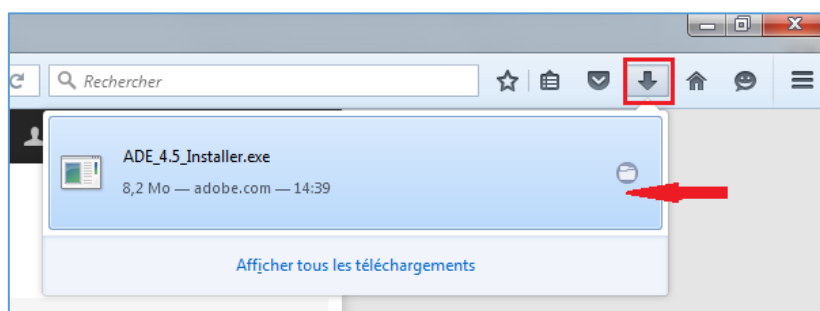 Rechercher
ADE_4.5_Installer.exe
8,2 Mo — adobe.com — 14:39
Afficher tous les téléchargements